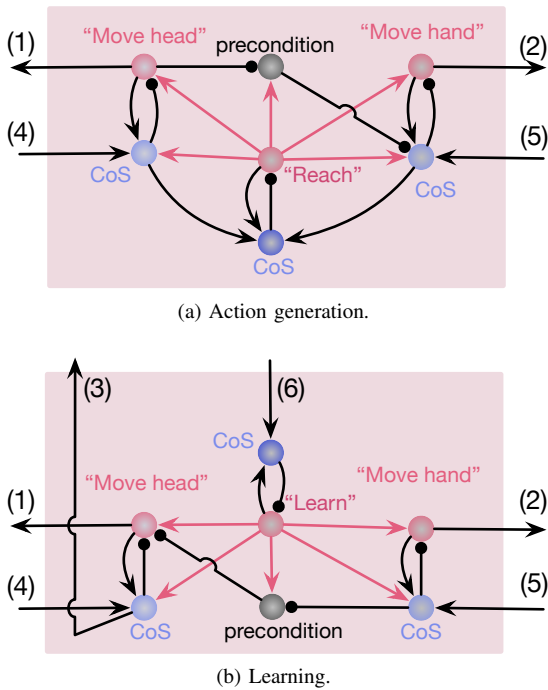 “Move head”
precondition
“Move hand”
(1)
(2)
(4)
(5)
CoS
“Reach”
CoS
CoS
(a) Action generation.
(3)
(6)
CoS
“Move head”
“Move hand”
“Learn”
(1)
(2)
(4)
(5)
CoS
precondition
CoS
(b) Learning.